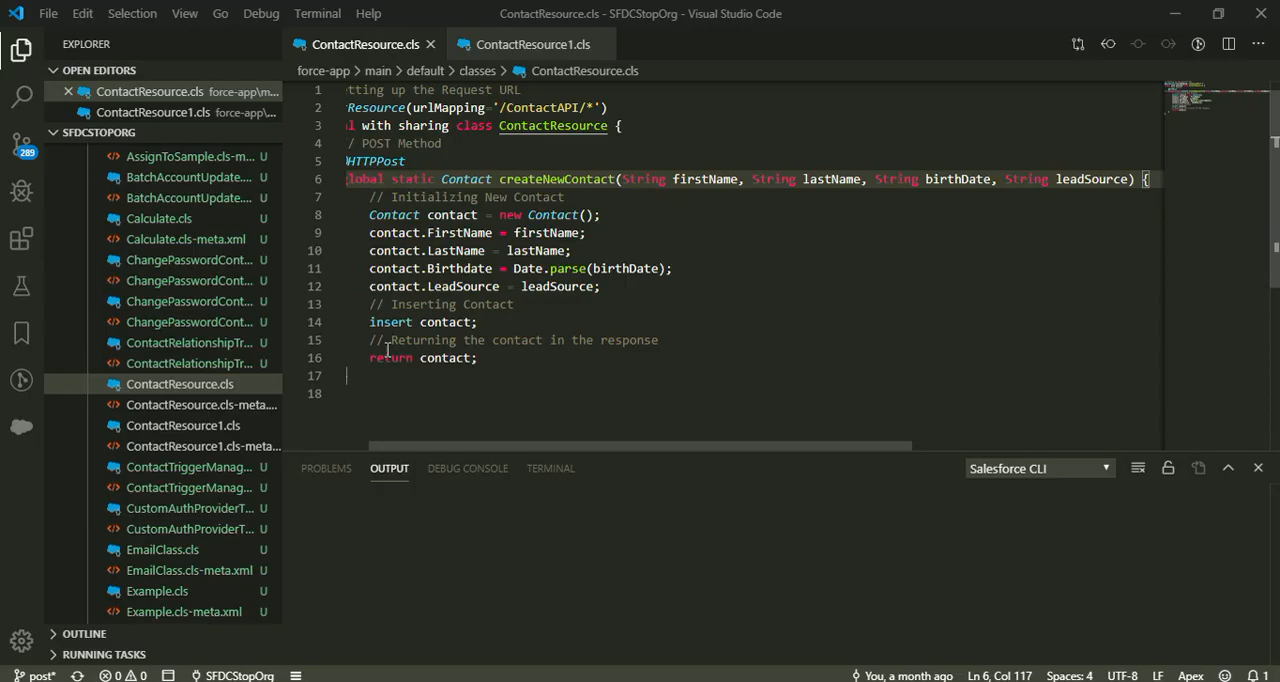 File Edit Selection View Go Debug Terminal Help
ContactResource.cls - SFDCStopOrg - Visual Studio Code
EXPLORER
OPEN EDITORS
ContactResource.cls force-app\m...
ContactResource1.cls force-app\...
SFDCSTOPORG
AssignToSample.cls-m... U
BatchAccountUpdate.... U
BatchAccountUpdate.... U
Calculate.cls U
Calculate.cls-meta.xml U
ChangePasswordCont... U
ChangePasswordCont... U
ChangePasswordCont... U
ChangePasswordCont... U
ContactRelationshipTr... U
ContactRelationshipTr... U
ContactResource.cls
ContactResource.cls-meta....
ContactResource1.cls
ContactResource1.cls-meta...
ContactTriggerManag... U
ContactTriggerManag... U
CustomAuthProviderT... U
CustomAuthProviderT... U
EmailClass.cls U
EmailClass.cls-meta.xml U
Example.cls U
Example.cls-meta.xml U
OUTLINE
RUNNING TASKS
289
ContactResource.cls
ContactResource1.cls
force-app > main > default > classes > ContactResource.cls
1 etting up the Request URL
2 Resource(urlMapping='/ContactAPI/*')
3 l with sharing class ContactResource {
4 / POST Method
5 HTTPPost
6 global static Contact createNewContact(String firstName, String lastName, String birthDate, String leadSource) {
7 // Initializing New Contact
8 Contact contact = new Contact();
9 contact.FirstName = firstName;
10 contact.LastName = lastName;
11 contact.Birthdate = Date.parse(birthDate);
12 contact.LeadSource = leadSource;
13 // Inserting Contact
14 insert contact;
15 // Returning the contact in the response
16 return contact;
17
18
PROBLEMS OUTPUT DEBUG CONSOLE TERMINAL
Salesforce CLI
post* 0 0 SFDCStopOrg
You, a month ago Ln 6, Col 117 Spaces: 4 UTF-8 LF Apex 1